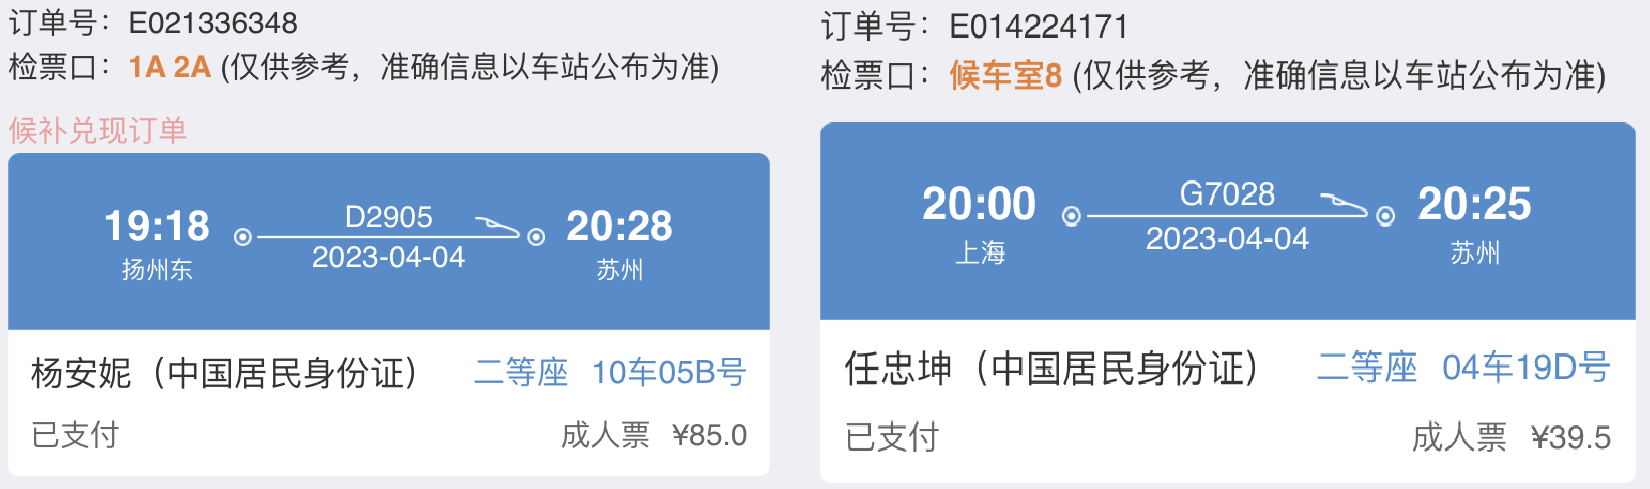 订单号：E021336348
检票口：1A 2A (仅供参考，准确信息以车站公布为准)
候补兑现订单
19:18 D2905 20:28
扬州东 2023-04-04 苏州
杨安妮（中国居民身份证） 二等座 10车05B号
已支付 成人票 ¥85.0
订单号：E014224171
检票口：候车室8 (仅供参考，准确信息以车站公布为准)
20:00 G7028 20:25
上海 2023-04-04 苏州
任忠坤（中国居民身份证） 二等座 04车19D号
已支付 成人票 ¥39.5